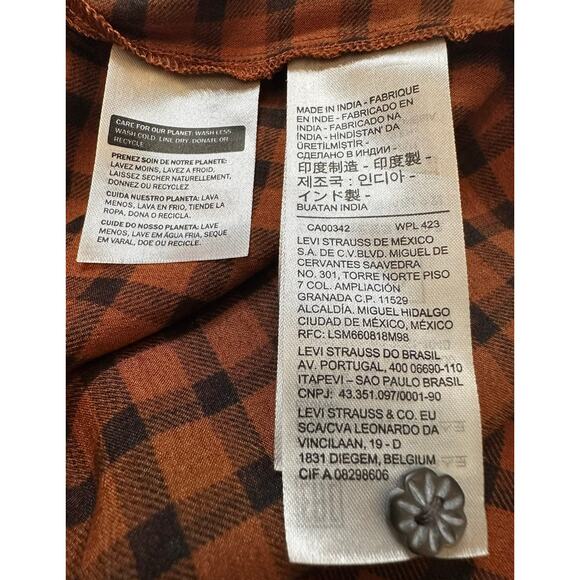 CARE FOR OUR PLANET: WASH LESS,
WASH COLD, LINE DRY, DONATE OR
RECYCLE
PRENEZ SOIN DE NOTRE PLANETE:
LAVEZ MOINS, LAVEZ A FROID,
LAISSEZ SECHER NATURELLEMENT,
DONNEZ OU RECYCLEZ
CUIDA NUESTRO PLANETA: LAVA
MENOS, LAVA EN FRIO, TIENDE LA
ROPA, DONA O RECICLA.
CUIDE DO NOSSO PLANETA: LAVE
MENOS, LAVE EM ÁGUA FRIA, SEQUE
EM VARAL, DOE OU RECICLE.
MADE IN INDIA - FABRIQUE
EN INDE - FABRICADO EN
INDIA - FABRICADO NA
ÍNDIA - HİNDİSTAN' DA
ÜRETİLMİŞTİR -
СДЕЛАНО В ИНДИИ -
印度制造 - 印度製 -
제조국 : 인디아 -
インド製 -
BUATAN INDIA
CA00342 WPL 423
LEVI STRAUSS DE MÉXICO
S.A. DE C.V.BLVD. MIGUEL DE
CERVANTES SAAVEDRA
NO. 301, TORRE NORTE PISO
7 COL. AMPLIACIÓN
GRANADA C.P. 11529
ALCALDÍA. MIGUEL HIDALGO
CIUDAD DE MÉXICO, MÉXICO
RFC: LSM660818M98
LEVI STRAUSS DO BRASIL
AV. PORTUGAL, 400 06690-110
ITAPEVI – SAO PAULO BRASIL
CNPJ: 43.351.097/0001-90
LEVI STRAUSS & CO. EU
SCA/CVA LEONARDO DA
VINCILAAN, 19 - D
1831 DIEGEM, BELGIUM
CIF A 08298606